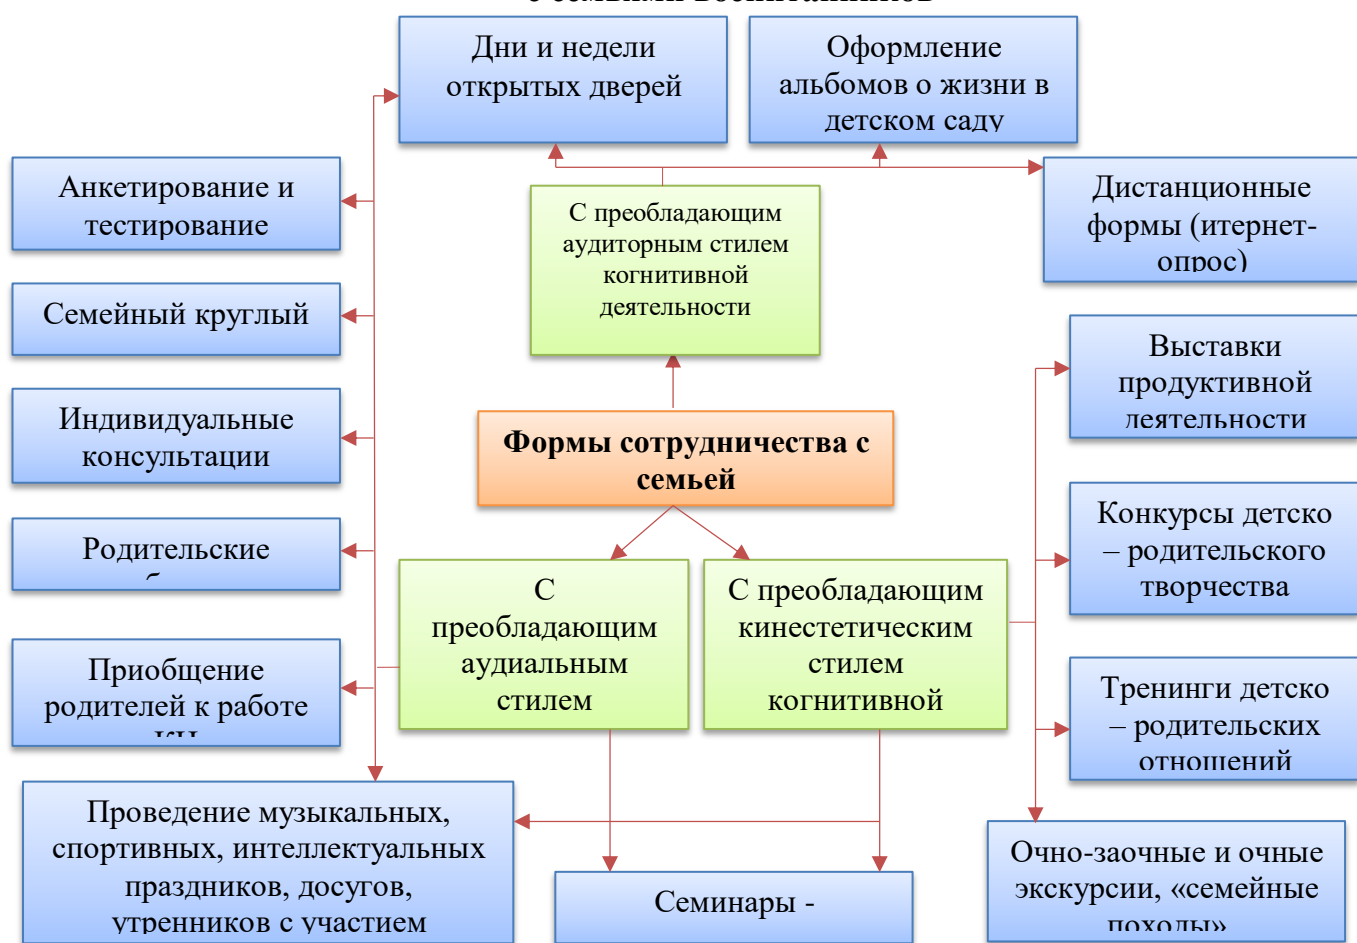 с семьями воспитанников
Дни и недели
открытых дверей
Оформление
альбомов о жизни в
детском саду
Анкетирование и
тестирование
С преобладающим
аудиторным стилем
когнитивной
деятельности
Дистанционные
формы (итернет-
опрос)
Семейный круглый
Выставки
продуктивной
деятельности
Индивидуальные
консультации
Формы сотрудничества с
семьей
Конкурсы детско
– родительского
творчества
Родительские
С
преобладающим
аудиальным
стилем
С преобладающим
кинестетическим
стилем
когнитивной
Приобщение
родителей к работе
Тренинги детско
– родительских
отношений
Проведение музыкальных,
спортивных, интеллектуальных
праздников, досугов,
утренников с участием
Семинары -
Очно-заочные и очные
экскурсии, «семейные
походы»